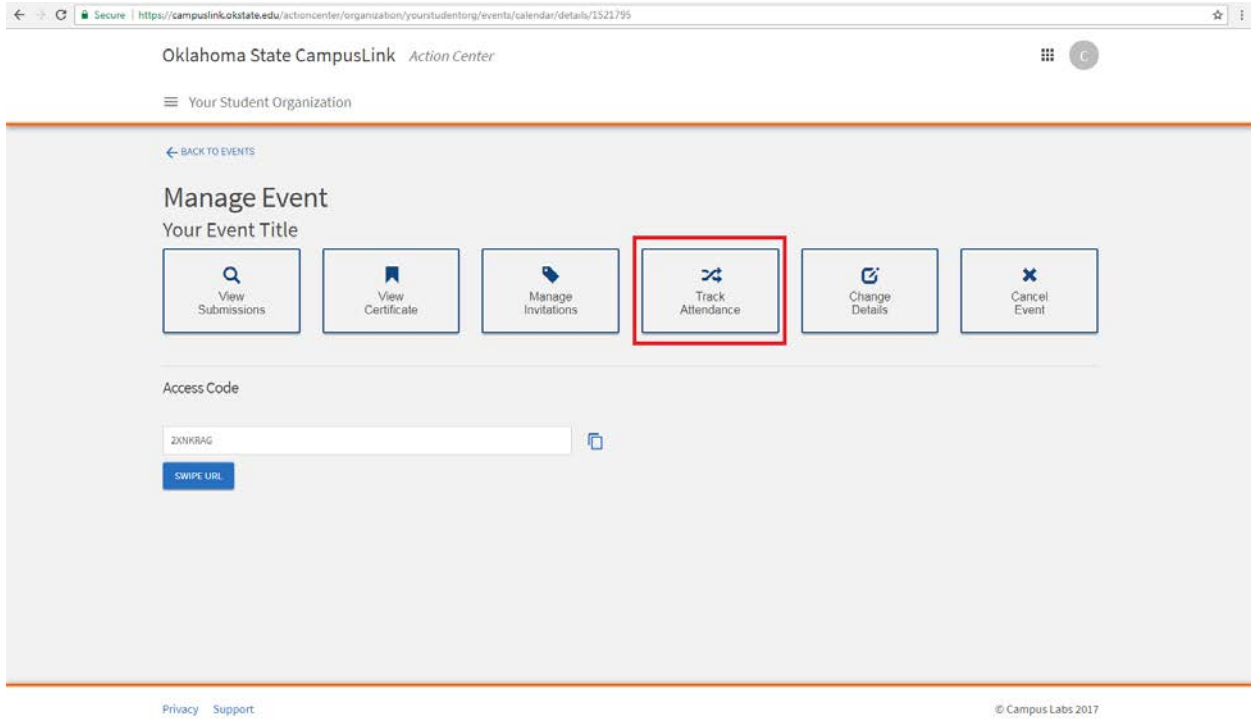 Secure | https://campuslink.okstate.edu/actioncenter/organization/yourstudentorg/events/calendar/details/1521795
Oklahoma State CampusLink Action Center
C
Your Student Organization
BACK TO EVENTS
Manage Event
Your Event Title
View
Submissions
View
Certificate
Manage
Invitations
Track
Attendance
Change
Details
Cancel
Event
Access Code
2XNKRAG
SWIPE URL
Privacy Support
© Campus Labs 2017